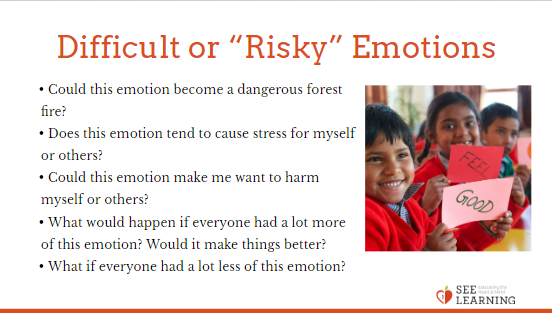 Difficult or “Risky” Emotions
• Could this emotion become a dangerous forest
fire?
• Does this emotion tend to cause stress for myself
or others?
• Could this emotion make me want to harm
myself or others?
• What would happen if everyone had a lot more
of this emotion? Would it make things better?
• What if everyone had a lot less of this emotion?
FEEL
GOOD
SEE
LEARNING